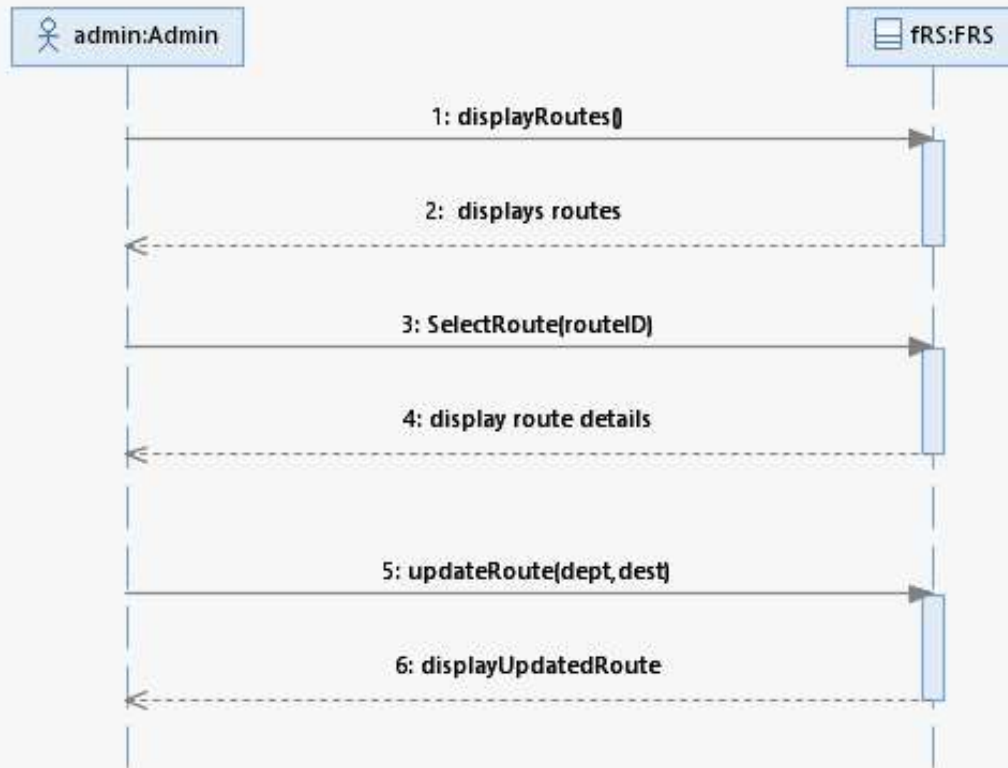 admin:Admin
fRS:FRS
1: displayRoutes()
2: displays routes
3: SelectRoute(routeID)
4: display route details
5: updateRoute(dept,dest)
6: displayUpdatedRoute